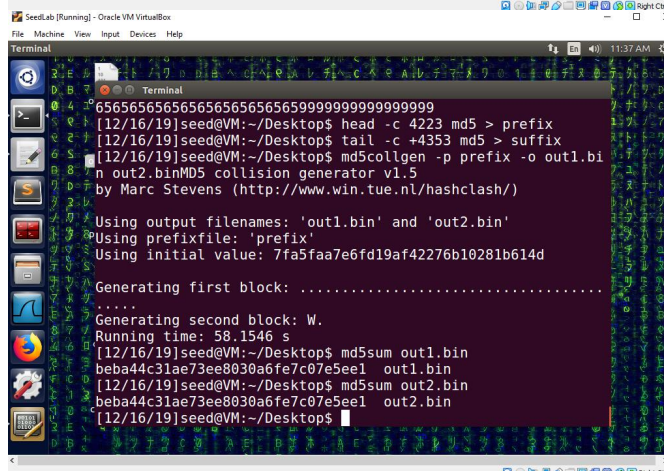 Right Ct
SeedLab [Running] - Oracle VM VirtualBox
File Machine View Input Devices Help
Terminal
En
11:37 AM
Terminal
6565656565656565656565659999999999999999
[12/16/19]seed@VM:~/Desktop$ head -c 4223 md5 > prefix
[12/16/19]seed@VM:~/Desktop$ tail -c +4353 md5 > suffix
[12/16/19]seed@VM:~/Desktop$ md5collgen -p prefix -o out1.bi
n out2.binMD5 collision generator v1.5
by Marc Stevens (http://www.win.tue.nl/hashclash/)
Using output filenames: 'out1.bin' and 'out2.bin'
Using prefixfile: 'prefix'
Using initial value: 7fa5faa7e6fd19af42276b10281b614d
Generating first block: ....................................
.....
Generating second block: W.
Running time: 58.1546 s
[12/16/19]seed@VM:~/Desktop$ md5sum out1.bin
beba44c31ae73ee8030a6fe7c07e5ee1  out1.bin
[12/16/19]seed@VM:~/Desktop$ md5sum out2.bin
beba44c31ae73ee8030a6fe7c07e5ee1  out2.bin
[12/16/19]seed@VM:~/Desktop$